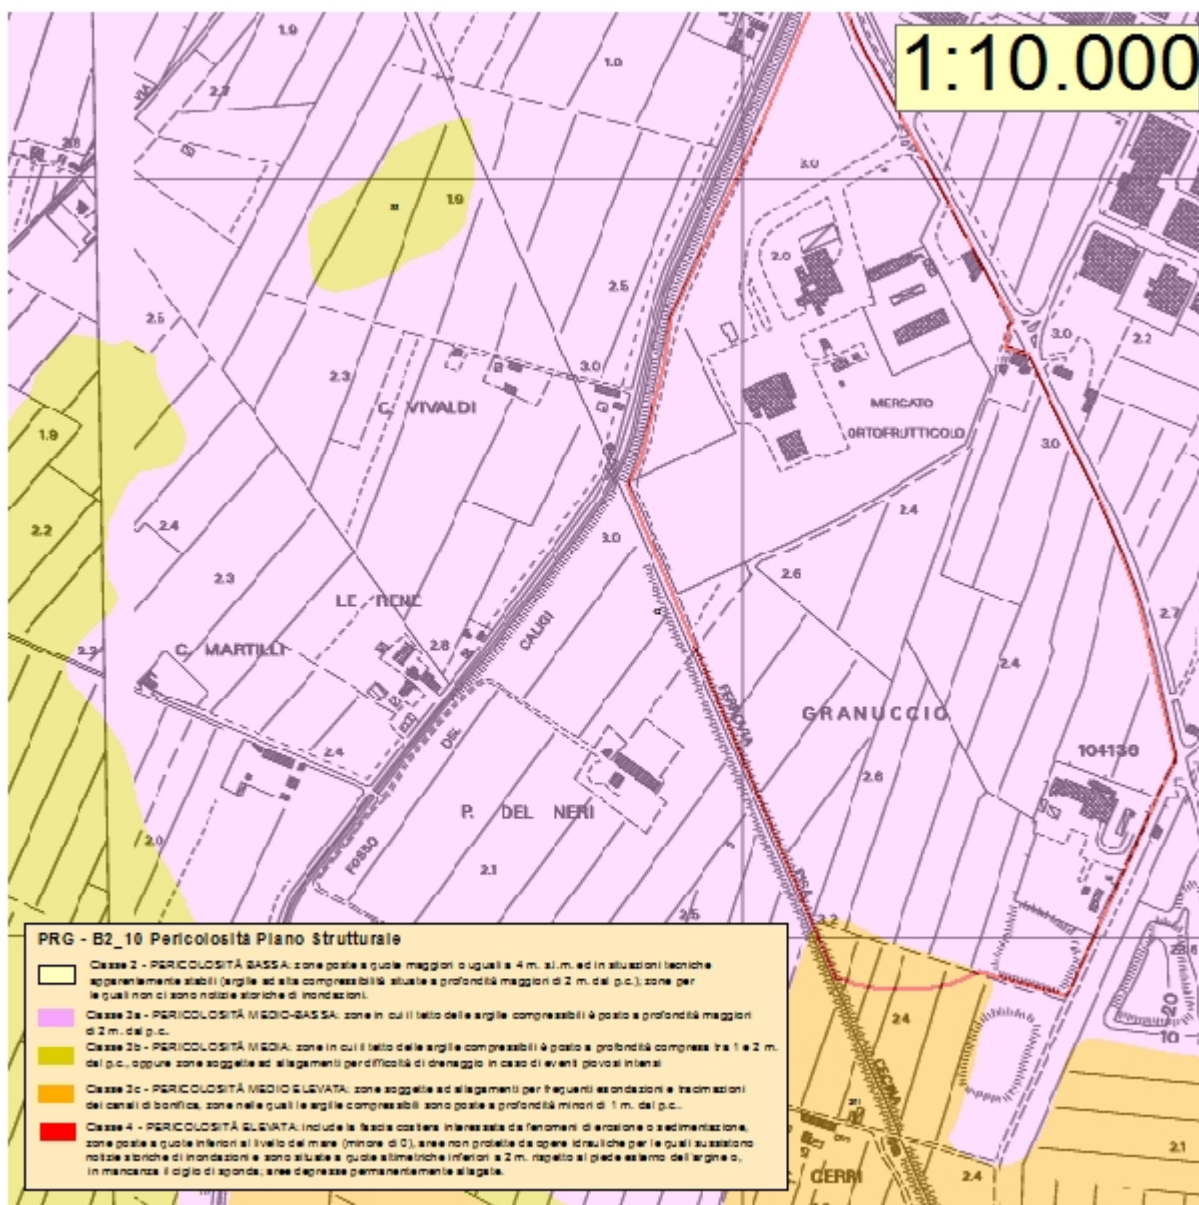 1:10.000
1.9
1.0
VIA
2.7
3.0
1.9
2.0
2.5
2.5
3.0
2.2
2.3
3.0
C. VIVALDI
MERCATO
ORTOFRUTTICOLO
1.9
3.0
2.2
2.4
3.0
2.4
2.3
2.6
LE RENE
2.7
C. MARTILLI
2.8
CALIGI
2.4
FERROVIA
GRANUCCIO
DEL
2.4
104130
2.6
P. DEL NERI
2.0
FOSSO
2.1
PISA
2.5
3.2
PRG - B2_10 Pericolosità Piano Strutturale
Classe 2 - PERICOLOSITÀ BASSA: zone poste a quote maggiori o uguali a 4 m. s.l.m. ed in situazioni tecniche
apparentemente stabili (argille ad alta compressibilità situate a profondità maggiori di 2 m. dal p.c.); zone per
le quali non ci sono notizie storiche di inondazioni.
Classe 3a - PERICOLOSITÀ MEDIO-BASSA: zone in cui il tetto delle argille compressibili è posto a profondità maggiori
di 2 m. dal p.c..
Classe 3b - PERICOLOSITÀ MEDIA: zone in cui il tetto delle argille compressibili è posto a profondità compresa tra 1 e 2 m.
dal p.c., oppure zone soggette ad allagamenti per difficoltà di drenaggio in caso di eventi piovosi intensi
Classe 3c - PERICOLOSITÀ MEDIO ELEVATA: zone soggette ad allagamenti per frequenti esondazioni e tracimazioni
dei canali di bonifica, zone nelle quali le argille compressibili sono poste a profondità minori di 1 m. dal p.c..
Classe 4 - PERICOLOSITÀ ELEVATA: include la fascia costiera interessata da fenomeni di erosione o sedimentazione,
zone poste a quote inferiori al livello del mare (minore di 0), aree non protette da opere idrauliche per le quali sussistono
notizie storiche di inondazioni e sono situate a quote altimetriche inferiori a 2 m. rispetto al piede esterno dell'argine o,
in mancanza il ciglio di sponda; aree depresse permanentemente allagate.
20
10
2.4
CECINA
2.1
CERRI
2.4